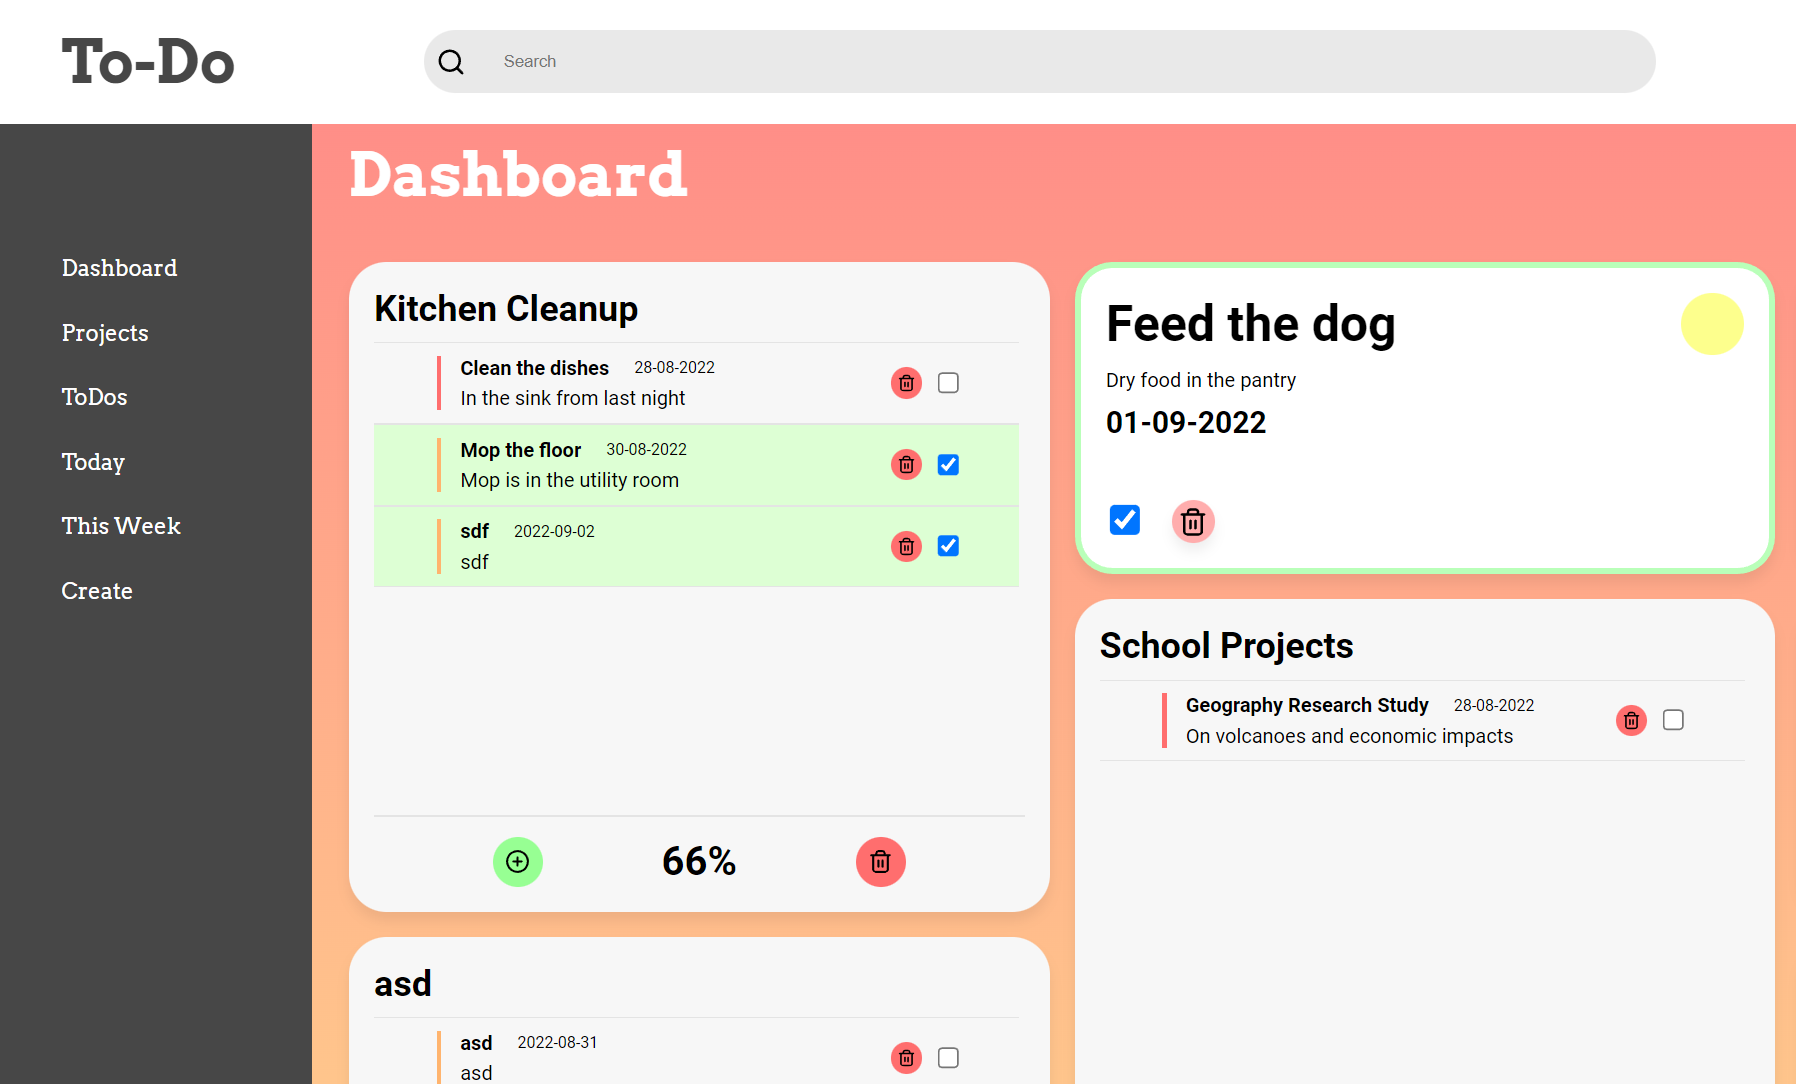 To-Do
Search
Dashboard
Dashboard
Projects
ToDos
Today
This Week
Create
Kitchen Cleanup
Clean the dishes 28-08-2022
In the sink from last night
Mop the floor 30-08-2022
Mop is in the utility room
sdf 2022-09-02
sdf
66%
asd
asd 2022-08-31
asd
Feed the dog
Dry food in the pantry
01-09-2022
School Projects
Geography Research Study 28-08-2022
On volcanoes and economic impacts